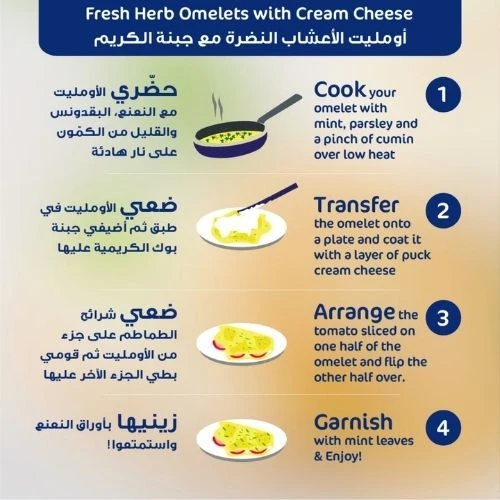 Fresh Herb Omelets with Cream Cheese
أومليت الأعشاب النضرة مع جبنة الكريم
1
Cook your
omelet with
mint, parsley and
a pinch of cumin
over low heat
حضّري الأومليت
مع النعنع، البقدونس
والقليل من الكمّون
على نار هادئة
2
Transfer
the omelet onto
a plate and coat it
with a layer of puck
cream cheese
ضعي الأومليت في
طبق ثم أضيفي جبنة
بوك الكريمية عليها
3
Arrange the
tomato sliced on
one half of the
omelet and flip the
other half over.
ضعي شرائح
الطماطم على جزء
من الأومليت ثم قومي
بطي الجزء الأخر عليها
4
Garnish
with mint leaves
& Enjoy!
زينيها بأوراق النعنع
واستمتعوا!